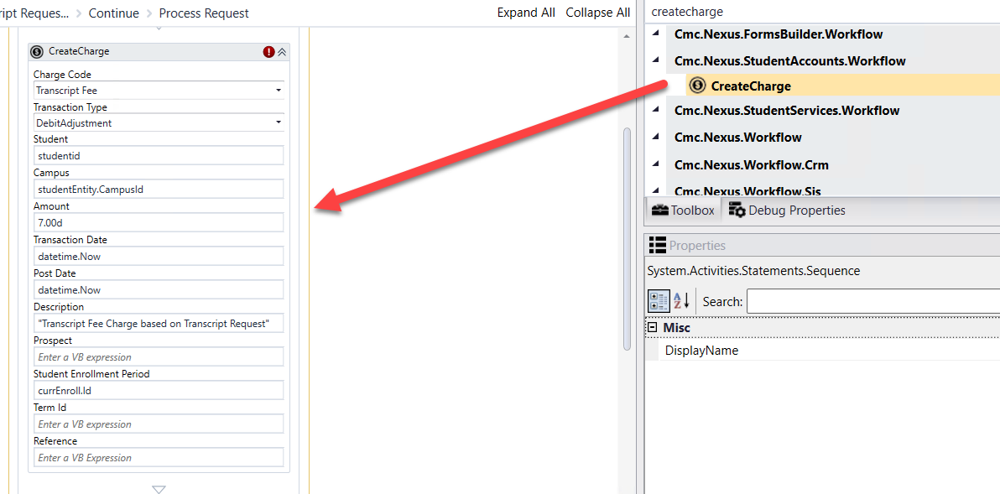 ript Reques... > Continue > Process Request
Expand All Collapse All
CreateCharge
Charge Code
Transcript Fee
Transaction Type
DebitAdjustment
Student
studentid
Campus
studentEntity.CampusId
Amount
7.00d
Transaction Date
datetime.Now
Post Date
datetime.Now
Description
"Transcript Fee Charge based on Transcript Request"
Prospect
Enter a VB expression
Student Enrollment Period
currEnroll.Id
Term Id
Enter a VB expression
Reference
Enter a VB Expression
createcharge
Cmc.Nexus.FormsBuilder.Workflow
Cmc.Nexus.StudentAccounts.Workflow
CreateCharge
Cmc.Nexus.StudentServices.Workflow
Cmc.Nexus.Workflow
Cmc.Nexus.Workflow.Crm
Cmc.Nexus.Workflow.Sis
Toolbox Debug Properties
Properties
System.Activities.Statements.Sequence
Search:
Misc
DisplayName